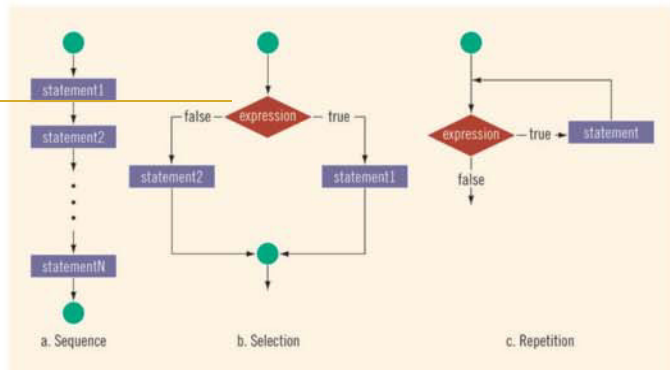 statement1
statement2
statementN
a. Sequence
false
expression
true
statement2
statement1
b. Selection
expression
true
statement
false
c. Repetition